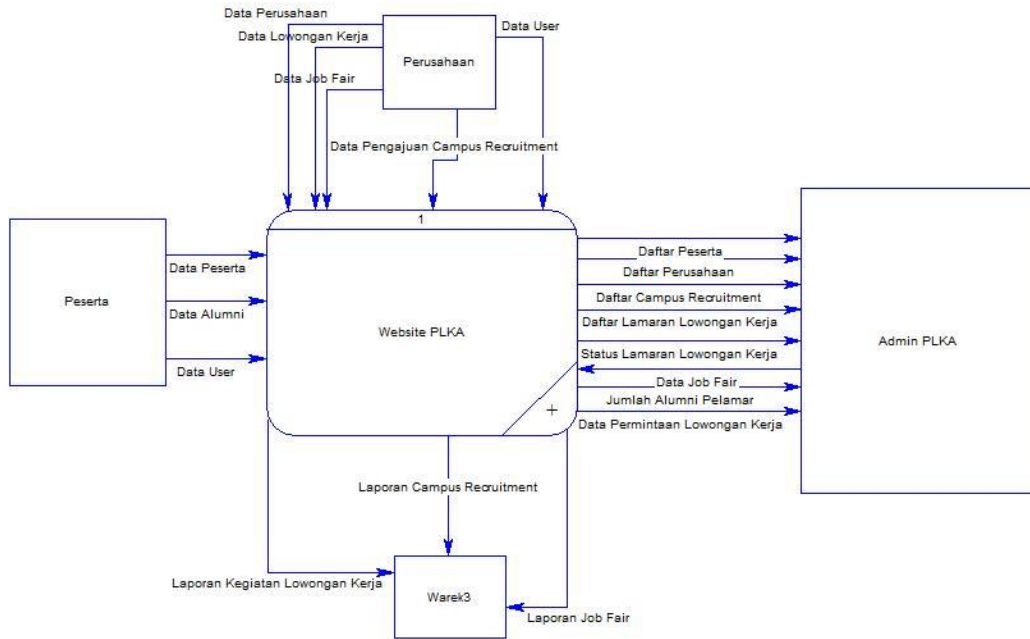 Data Perusahaan
Data User
Data Lowongan Kerja
Perusahaan
Data Job Fair
Data Pengajuan Campus Recruitment
1
Daftar Peserta
Data Peserta
Daftar Perusahaan
Peserta
Daftar Campus Recruitment
Data Alumni
Daftar Lamaran Lowongan Kerja
Website PLKA
Admin PLKA
Status Lamaran Lowongan Kerja
Data User
Data Job Fair
Jumlah Alumni Pelamar
+
Data Permintaan Lowongan Kerja
Laporan Campus Recruitment
Laporan Kegiatan Lowongan Kerja
Warek3
Laporan Job Fair